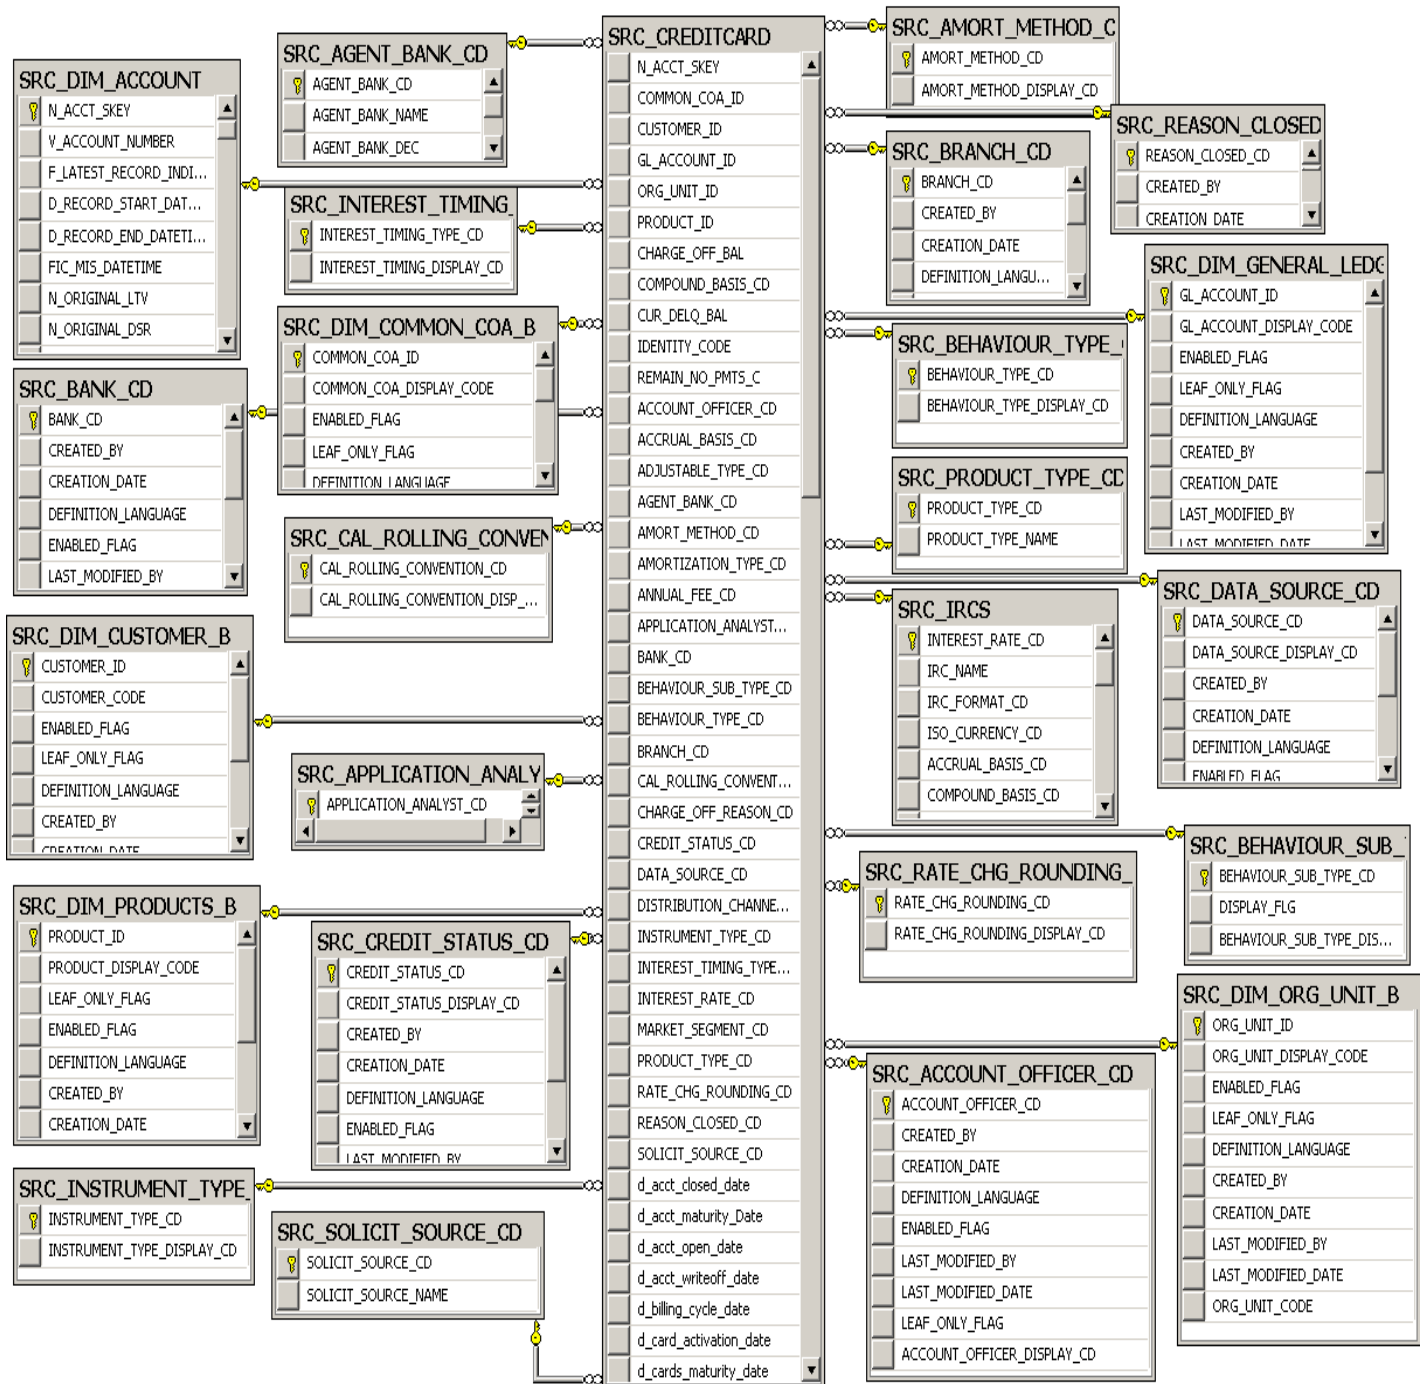 SRC_DIM_ACCOUNT
N_ACCT_SKEY
V_ACCOUNT_NUMBER
F_LATEST_RECORD_INDI...
D_RECORD_START_DAT...
D_RECORD_END_DATETI...
FIC_MIS_DATETIME
N_ORIGINAL_LTV
N_ORIGINAL_DSR
SRC_BANK_CD
BANK_CD
CREATED_BY
CREATION_DATE
DEFINITION_LANGUAGE
ENABLED_FLAG
LAST_MODIFIED_BY
SRC_DIM_CUSTOMER_B
CUSTOMER_ID
CUSTOMER_CODE
ENABLED_FLAG
LEAF_ONLY_FLAG
DEFINITION_LANGUAGE
CREATED_BY
CREATION_DATE
SRC_DIM_PRODUCTS_B
PRODUCT_ID
PRODUCT_DISPLAY_CODE
LEAF_ONLY_FLAG
ENABLED_FLAG
DEFINITION_LANGUAGE
CREATED_BY
CREATION_DATE
SRC_INSTRUMENT_TYPE_
INSTRUMENT_TYPE_CD
INSTRUMENT_TYPE_DISPLAY_CD
SRC_AGENT_BANK_CD
AGENT_BANK_CD
AGENT_BANK_NAME
AGENT_BANK_DEC
SRC_INTEREST_TIMING_
INTEREST_TIMING_TYPE_CD
INTEREST_TIMING_DISPLAY_CD
SRC_DIM_COMMON_COA_B
COMMON_COA_ID
COMMON_COA_DISPLAY_CODE
ENABLED_FLAG
LEAF_ONLY_FLAG
DEFINITION_LANGUAGE
SRC_CAL_ROLLING_CONVEN
CAL_ROLLING_CONVENTION_CD
CAL_ROLLING_CONVENTION_DISP_...
SRC_APPLICATION_ANALY
APPLICATION_ANALYST_CD
SRC_CREDIT_STATUS_CD
CREDIT_STATUS_CD
CREDIT_STATUS_DISPLAY_CD
CREATED_BY
CREATION_DATE
DEFINITION_LANGUAGE
ENABLED_FLAG
LAST_MODIFIED_BY
SRC_SOLICIT_SOURCE_CD
SOLICIT_SOURCE_CD
SOLICIT_SOURCE_NAME
SRC_CREDITCARD
N_ACCT_SKEY
COMMON_COA_ID
CUSTOMER_ID
GL_ACCOUNT_ID
ORG_UNIT_ID
PRODUCT_ID
CHARGE_OFF_BAL
COMPOUND_BASIS_CD
CUR_DELQ_BAL
IDENTITY_CODE
REMAIN_NO_PMTS_C
ACCOUNT_OFFICER_CD
ACCRUAL_BASIS_CD
ADJUSTABLE_TYPE_CD
AGENT_BANK_CD
AMORT_METHOD_CD
AMORTIZATION_TYPE_CD
ANNUAL_FEE_CD
APPLICATION_ANALYST...
BANK_CD
BEHAVIOUR_SUB_TYPE_CD
BEHAVIOUR_TYPE_CD
BRANCH_CD
CAL_ROLLING_CONVENT...
CHARGE_OFF_REASON_CD
CREDIT_STATUS_CD
DATA_SOURCE_CD
DISTRIBUTION_CHANNE...
INSTRUMENT_TYPE_CD
INTEREST_TIMING_TYPE...
INTEREST_RATE_CD
MARKET_SEGMENT_CD
PRODUCT_TYPE_CD
RATE_CHG_ROUNDING_CD
REASON_CLOSED_CD
SOLICIT_SOURCE_CD
d_acct_closed_date
d_acct_maturity_Date
d_acct_open_date
d_acct_writeoff_date
d_billing_cycle_date
d_card_activation_date
d_cards_maturity_date
SRC_AMORT_METHOD_C
AMORT_METHOD_CD
AMORT_METHOD_DISPLAY_CD
SRC_REASON_CLOSED
REASON_CLOSED_CD
CREATED_BY
CREATION_DATE
SRC_BRANCH_CD
BRANCH_CD
CREATED_BY
CREATION_DATE
DEFINITION_LANGU...
SRC_DIM_GENERAL_LEDG
GL_ACCOUNT_ID
GL_ACCOUNT_DISPLAY_CODE
ENABLED_FLAG
LEAF_ONLY_FLAG
DEFINITION_LANGUAGE
CREATED_BY
CREATION_DATE
LAST_MODIFIED_BY
LAST_MODIFIED_DATE
SRC_BEHAVIOUR_TYPE_
BEHAVIOUR_TYPE_CD
BEHAVIOUR_TYPE_DISPLAY_CD
SRC_PRODUCT_TYPE_CD
PRODUCT_TYPE_CD
PRODUCT_TYPE_NAME
SRC_DATA_SOURCE_CD
DATA_SOURCE_CD
DATA_SOURCE_DISPLAY_CD
CREATED_BY
CREATION_DATE
DEFINITION_LANGUAGE
ENABLED_FLAG
SRC_IRCS
INTEREST_RATE_CD
IRC_NAME
IRC_FORMAT_CD
ISO_CURRENCY_CD
ACCRUAL_BASIS_CD
COMPOUND_BASIS_CD
SRC_BEHAVIOUR_SUB_
BEHAVIOUR_SUB_TYPE_CD
DISPLAY_FLG
BEHAVIOUR_SUB_TYPE_DIS...
SRC_RATE_CHG_ROUNDING_
RATE_CHG_ROUNDING_CD
RATE_CHG_ROUNDING_DISPLAY_CD
SRC_DIM_ORG_UNIT_B
ORG_UNIT_ID
ORG_UNIT_DISPLAY_CODE
ENABLED_FLAG
LEAF_ONLY_FLAG
DEFINITION_LANGUAGE
CREATED_BY
CREATION_DATE
LAST_MODIFIED_BY
LAST_MODIFIED_DATE
ORG_UNIT_CODE
SRC_ACCOUNT_OFFICER_CD
ACCOUNT_OFFICER_CD
CREATED_BY
CREATION_DATE
DEFINITION_LANGUAGE
ENABLED_FLAG
LAST_MODIFIED_BY
LAST_MODIFIED_DATE
LEAF_ONLY_FLAG
ACCOUNT_OFFICER_DISPLAY_CD